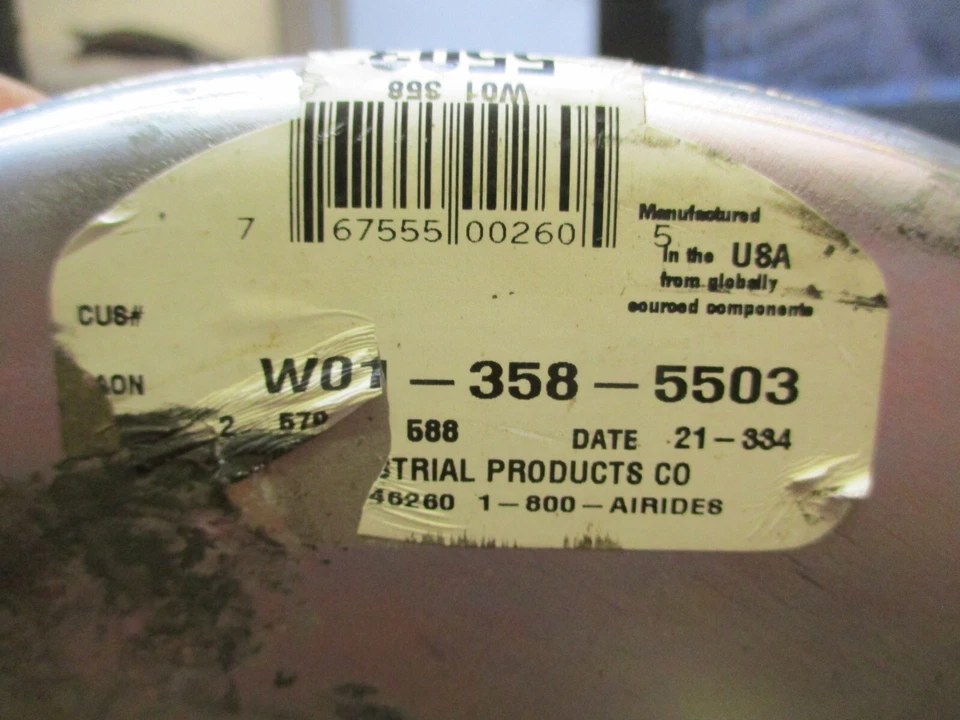 5503
W01 358
7 67555 00260 5
Manufactured
in the USA
from globally
sourced components
CUS#
W01-358-5503
2 579 588 DATE 21-334
STRIAL PRODUCTS CO
46260 1-800-AIRIDES